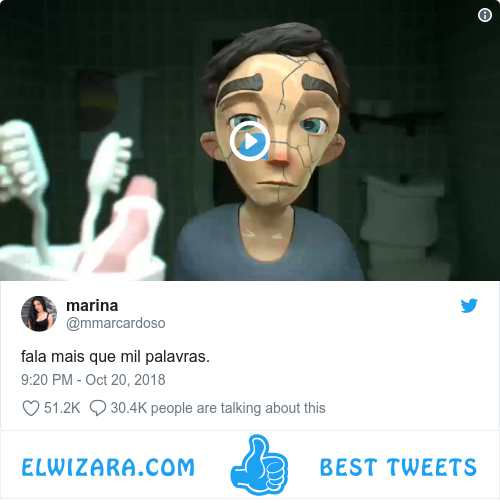 marina
@mmarcardoso
fala mais que mil palavras.
9:20 PM - Oct 20, 2018
51.2K 30.4K people are talking about this
ELWIZARA.COM BEST TWEETS